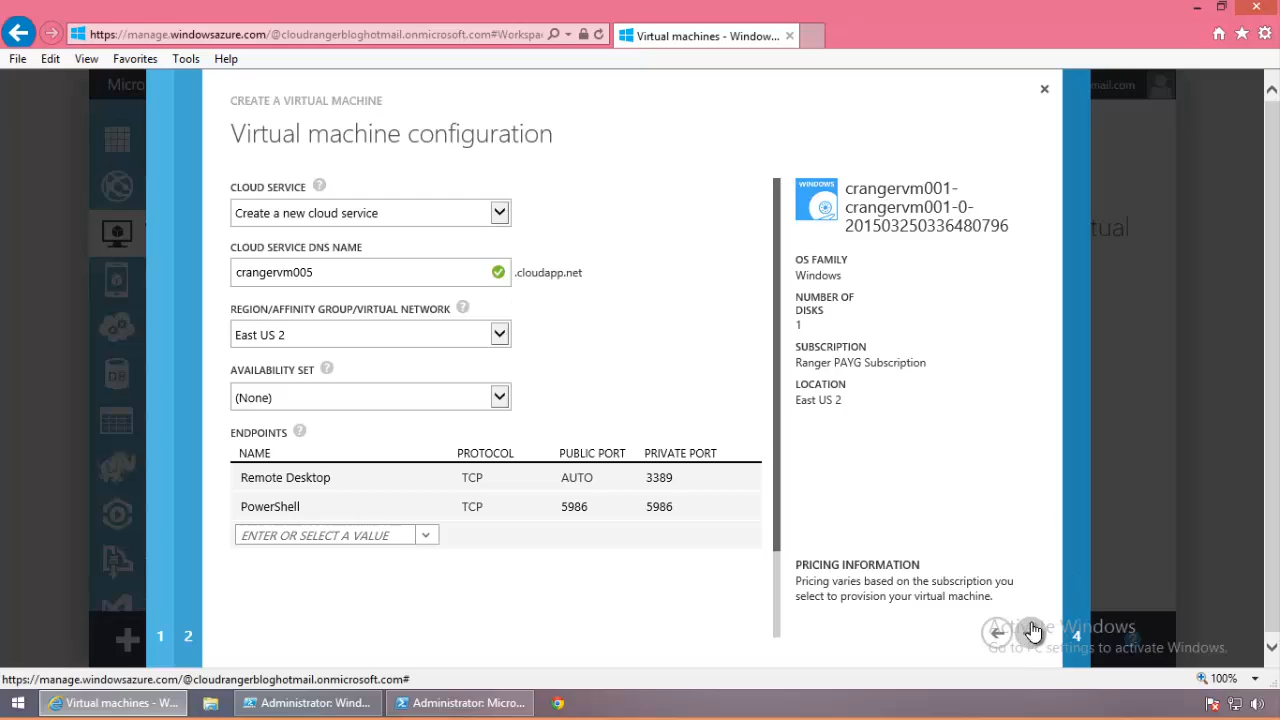 https://manage.windowsazure.com/@cloudrangerbloghotmail.onmicrosoft.com#Workspac
Virtual machines - Window...
File Edit View Favorites Tools Help
Micro
mail.com
CREATE A VIRTUAL MACHINE
Virtual machine configuration
CLOUD SERVICE ?
Create a new cloud service
CLOUD SERVICE DNS NAME
crangervm005 .cloudapp.net
REGION/AFFINITY GROUP/VIRTUAL NETWORK ?
East US 2
AVAILABILITY SET ?
(None)
ENDPOINTS ?
NAME PROTOCOL PUBLIC PORT PRIVATE PORT
Remote Desktop TCP AUTO 3389
PowerShell TCP 5986 5986
ENTER OR SELECT A VALUE
WINDOWS
crangervm001-
crangervm001-0-
201503250336480796
OS FAMILY
Windows
NUMBER OF
DISKS
1
SUBSCRIPTION
Ranger PAYG Subscription
LOCATION
East US 2
PRICING INFORMATION
Pricing varies based on the subscription you
select to provision your virtual machine.
tual
1 2
4
Activate Windows
Go to PC settings to activate Windows.
https://manage.windowsazure.com/@cloudrangerbloghotmail.onmicrosoft.com#
100%
Virtual machines - W...
Administrator: Wind...
Administrator: Micro...